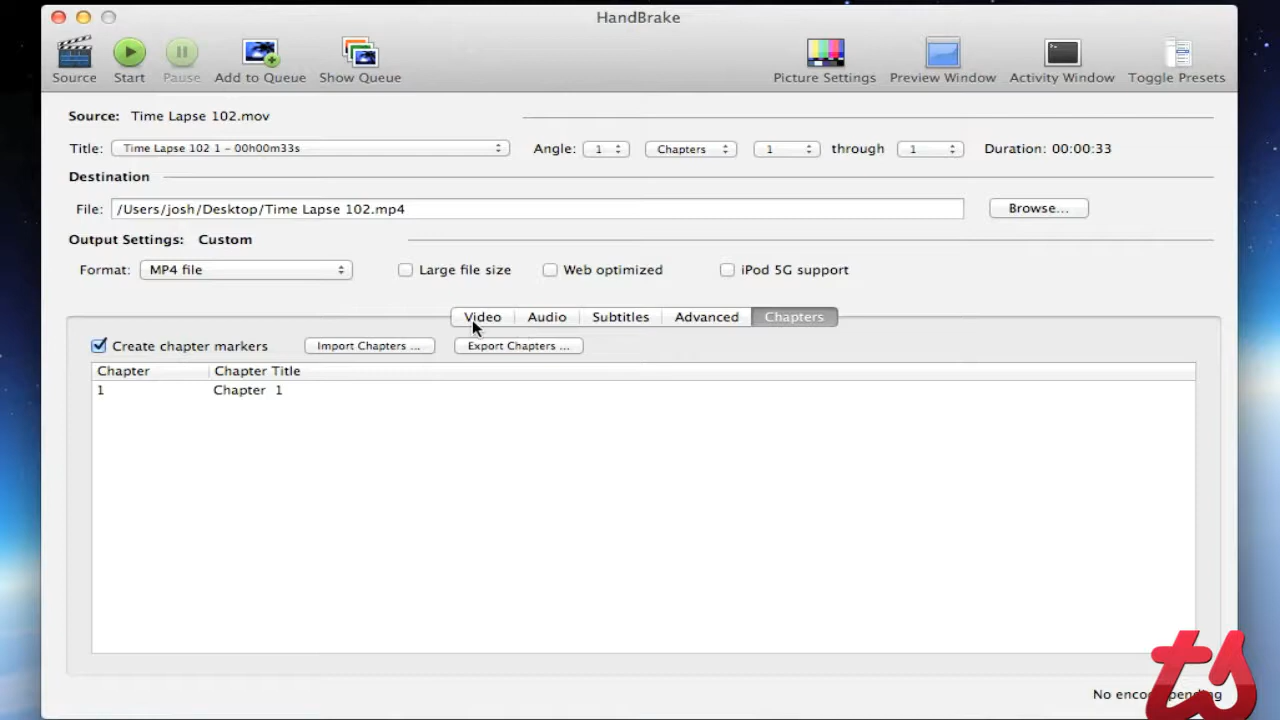 HandBrake
Source Start Pause Add to Queue Show Queue Picture Settings Preview Window Activity Window Toggle Presets
Source: Time Lapse 102.mov
Title: Time Lapse 102 1 - 00h00m33s Angle: 1 Chapters 1 through 1 Duration: 00:00:33
Destination
File: /Users/josh/Desktop/Time Lapse 102.mp4 Browse...
Output Settings: Custom
Format: MP4 file Large file size Web optimized iPod 5G support
Video Audio Subtitles Advanced Chapters
Create chapter markers Import Chapters ... Export Chapters ...
Chapter Chapter Title
1 Chapter 1
No
ts